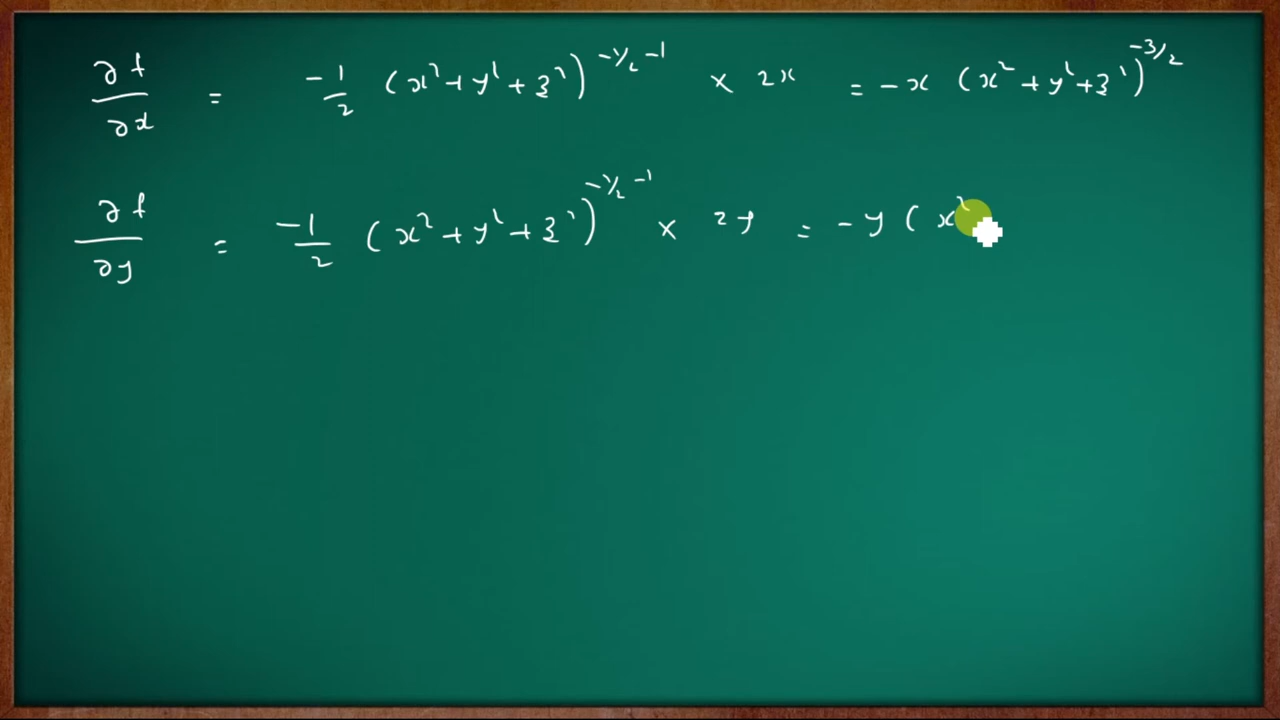 ∂f/∂x = -1/2 (x² + y² + z²)^(-1/2 -1) × 2x = -x (x² + y² + z²)^(-3/2)
∂f/∂y = -1/2 (x² + y² + z²)^(-1/2 -1) × 2y = -y (x²